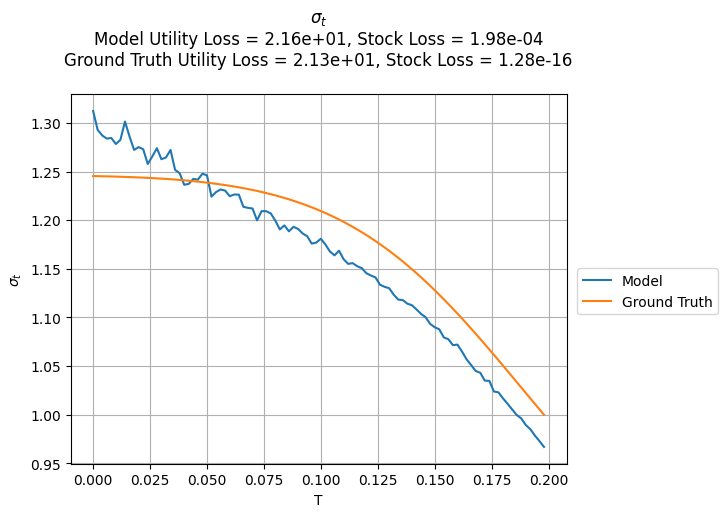 σt
Model Utility Loss = 2.16e+01, Stock Loss = 1.98e-04
Ground Truth Utility Loss = 2.13e+01, Stock Loss = 1.28e-16
1.30
1.25
1.20
1.15
1.10
1.05
1.00
0.95
σt
0.000 0.025 0.050 0.075 0.100 0.125 0.150 0.175 0.200
T
Model
Ground Truth